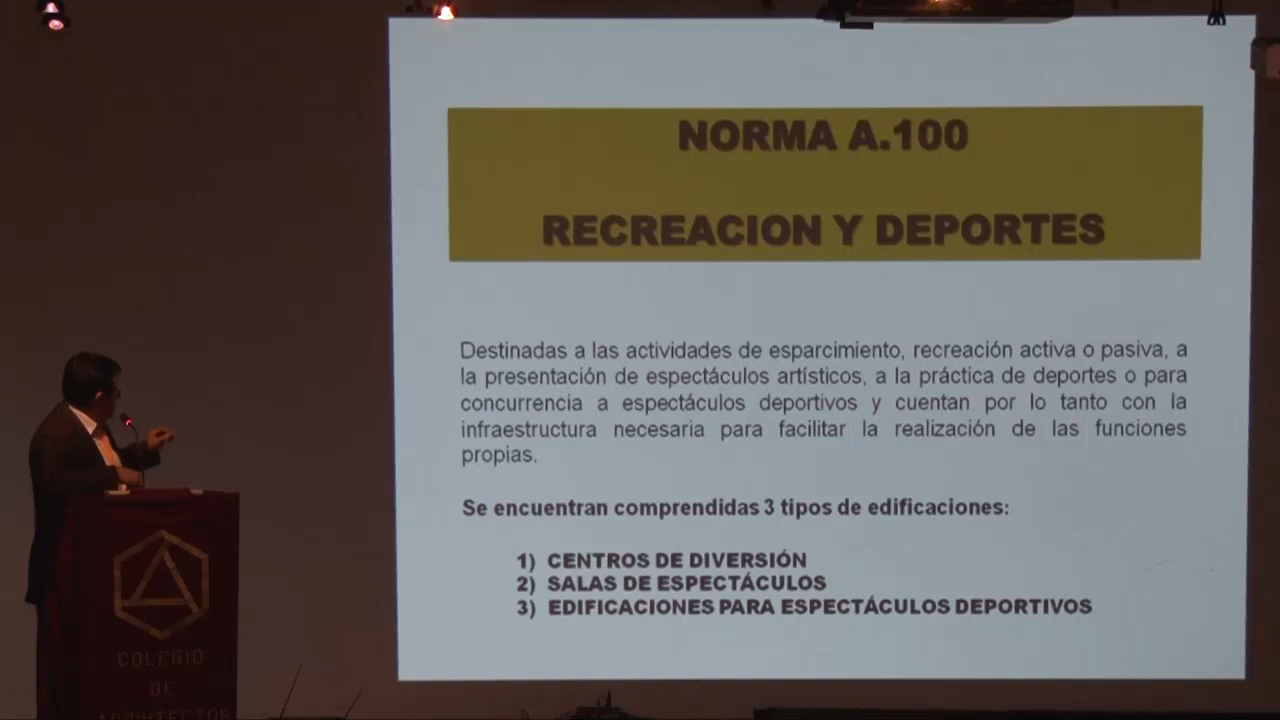 NORMA A.100
RECREACION Y DEPORTES
Destinadas a las actividades de esparcimiento, recreación activa o pasiva, a
la presentación de espectáculos artísticos, a la práctica de deportes o para
concurrencia a espectáculos deportivos y cuentan por lo tanto con la
infraestructura necesaria para facilitar la realización de las funciones
propias.
Se encuentran comprendidas 3 tipos de edificaciones:
1) CENTROS DE DIVERSIÓN
2) SALAS DE ESPECTÁCULOS
3) EDIFICACIONES PARA ESPECTÁCULOS DEPORTIVOS
COLEGIO
DE
ARQUITECTOS